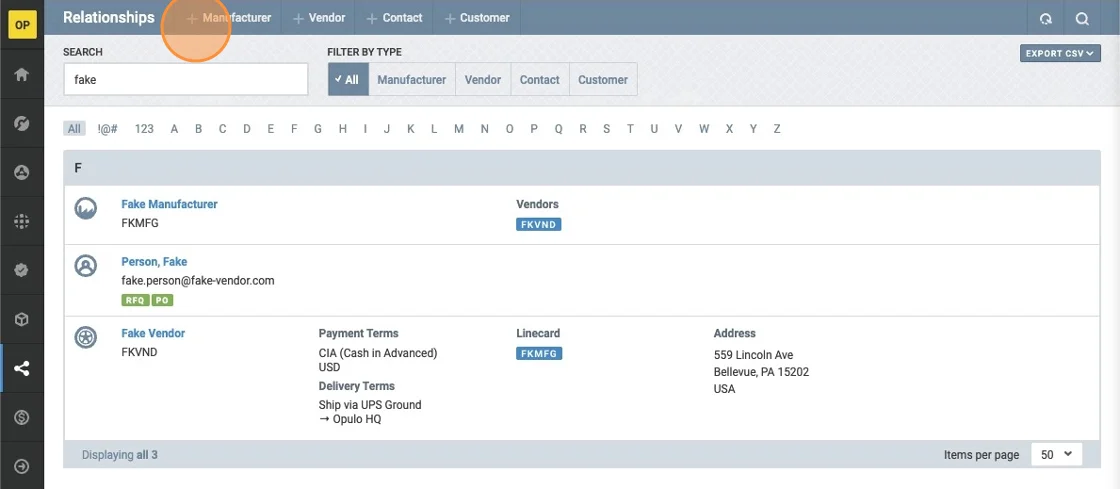 OP
Relationships
+ Manufacturer + Vendor + Contact + Customer
SEARCH
FILTER BY TYPE
EXPORT CSV
fake
✓ All Manufacturer Vendor Contact Customer
All !@# 123 A B C D E F G H I J K L M N O P Q R S T U V W X Y Z
F
Fake Manufacturer
FKMFG
Vendors
FKVND
Person, Fake
fake.person@fake-vendor.com
RFQ PO
Fake Vendor
FKVND
Payment Terms
CIA (Cash in Advanced)
USD
Delivery Terms
Ship via UPS Ground
→ Opulo HQ
Linecard
FKMFG
Address
559 Lincoln Ave
Bellevue, PA 15202
USA
Displaying all 3
Items per page 50